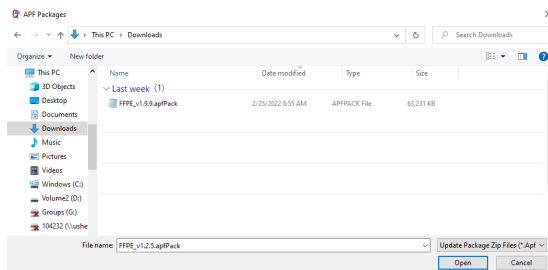 APF Packages
This PC > Downloads
Search Downloads
Organize New folder
This PC
3D Objects
Desktop
Documents
Downloads
Music
Pictures
Videos
Windows (C:)
Volume2 (D:)
Groups (G:)
104232 (\\ushe
Name Date modified Type Size
Last week (1)
FFPE_v1.9.9.apfPack 2/25/2022 8:55 AM APFPACK File 63,231 KB
File name: FFPE_v1.2.5.apfPack Update Package Zip Files (*.Apf
Open Cancel